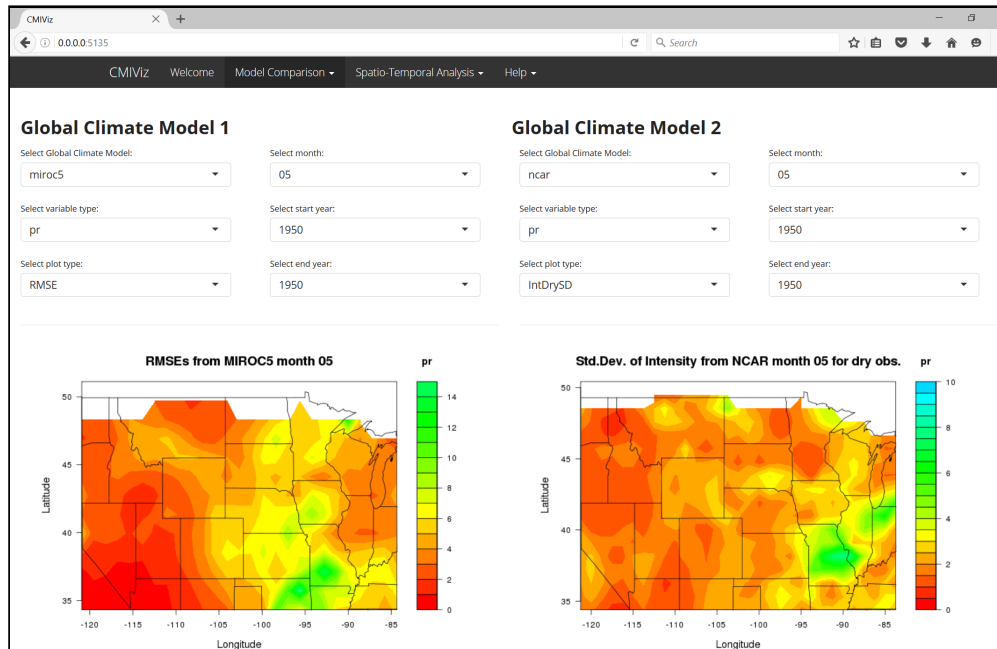 CMIViz
0.0.0.0:5135
Search
CMIViz Welcome Model Comparison Spatio-Temporal Analysis Help
Global Climate Model 1
Select Global Climate Model: Select month:
miroc5 05
Select variable type: Select start year:
pr 1950
Select plot type: Select end year:
RMSE 1950
Global Climate Model 2
Select Global Climate Model: Select month:
ncar 05
Select variable type: Select start year:
pr 1950
Select plot type: Select end year:
IntDrySD 1950
RMSEs from MIROC5 month 05 pr
50
45
40
35
Latitude
-120 -115 -110 -105 -100 -95 -90 -85
Longitude
14
12
10
8
6
4
2
0
Std.Dev. of Intensity from NCAR month 05 for dry obs. pr
50
45
40
35
Latitude
-120 -115 -110 -105 -100 -95 -90 -85
Longitude
10
8
6
4
2
0